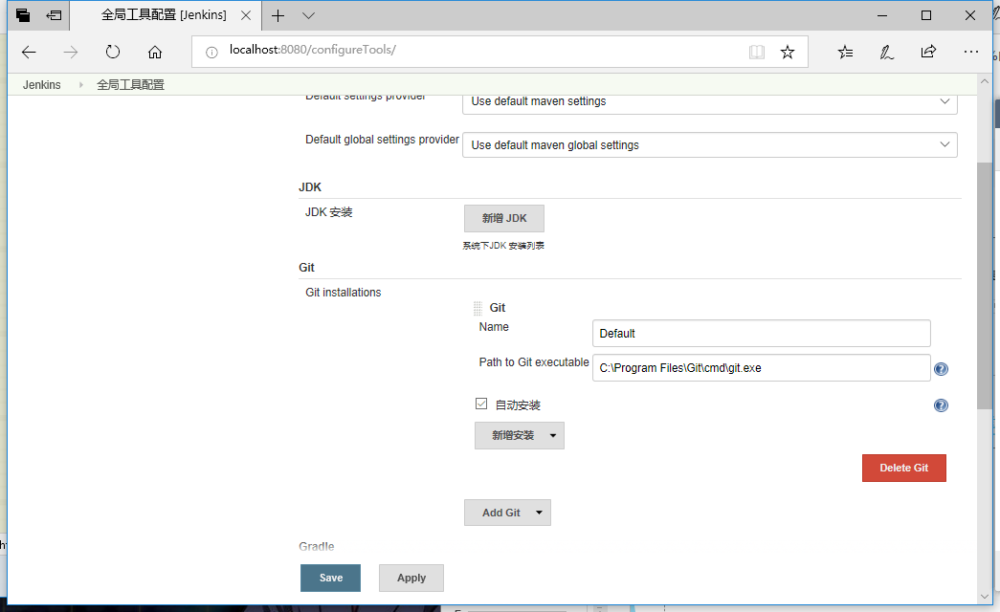 全局工具配置 [Jenkins]
localhost:8080/configureTools/
Jenkins
全局工具配置
Default settings provider
Use default maven settings
Default global settings provider
Use default maven global settings
JDK
JDK 安装
新增 JDK
系统下JDK 安装列表
Git
Git installations
Git
Name
Default
Path to Git executable
C:\Program Files\Git\cmd\git.exe
自动安装
新增安装
Delete Git
Add Git
Gradle
Save
Apply